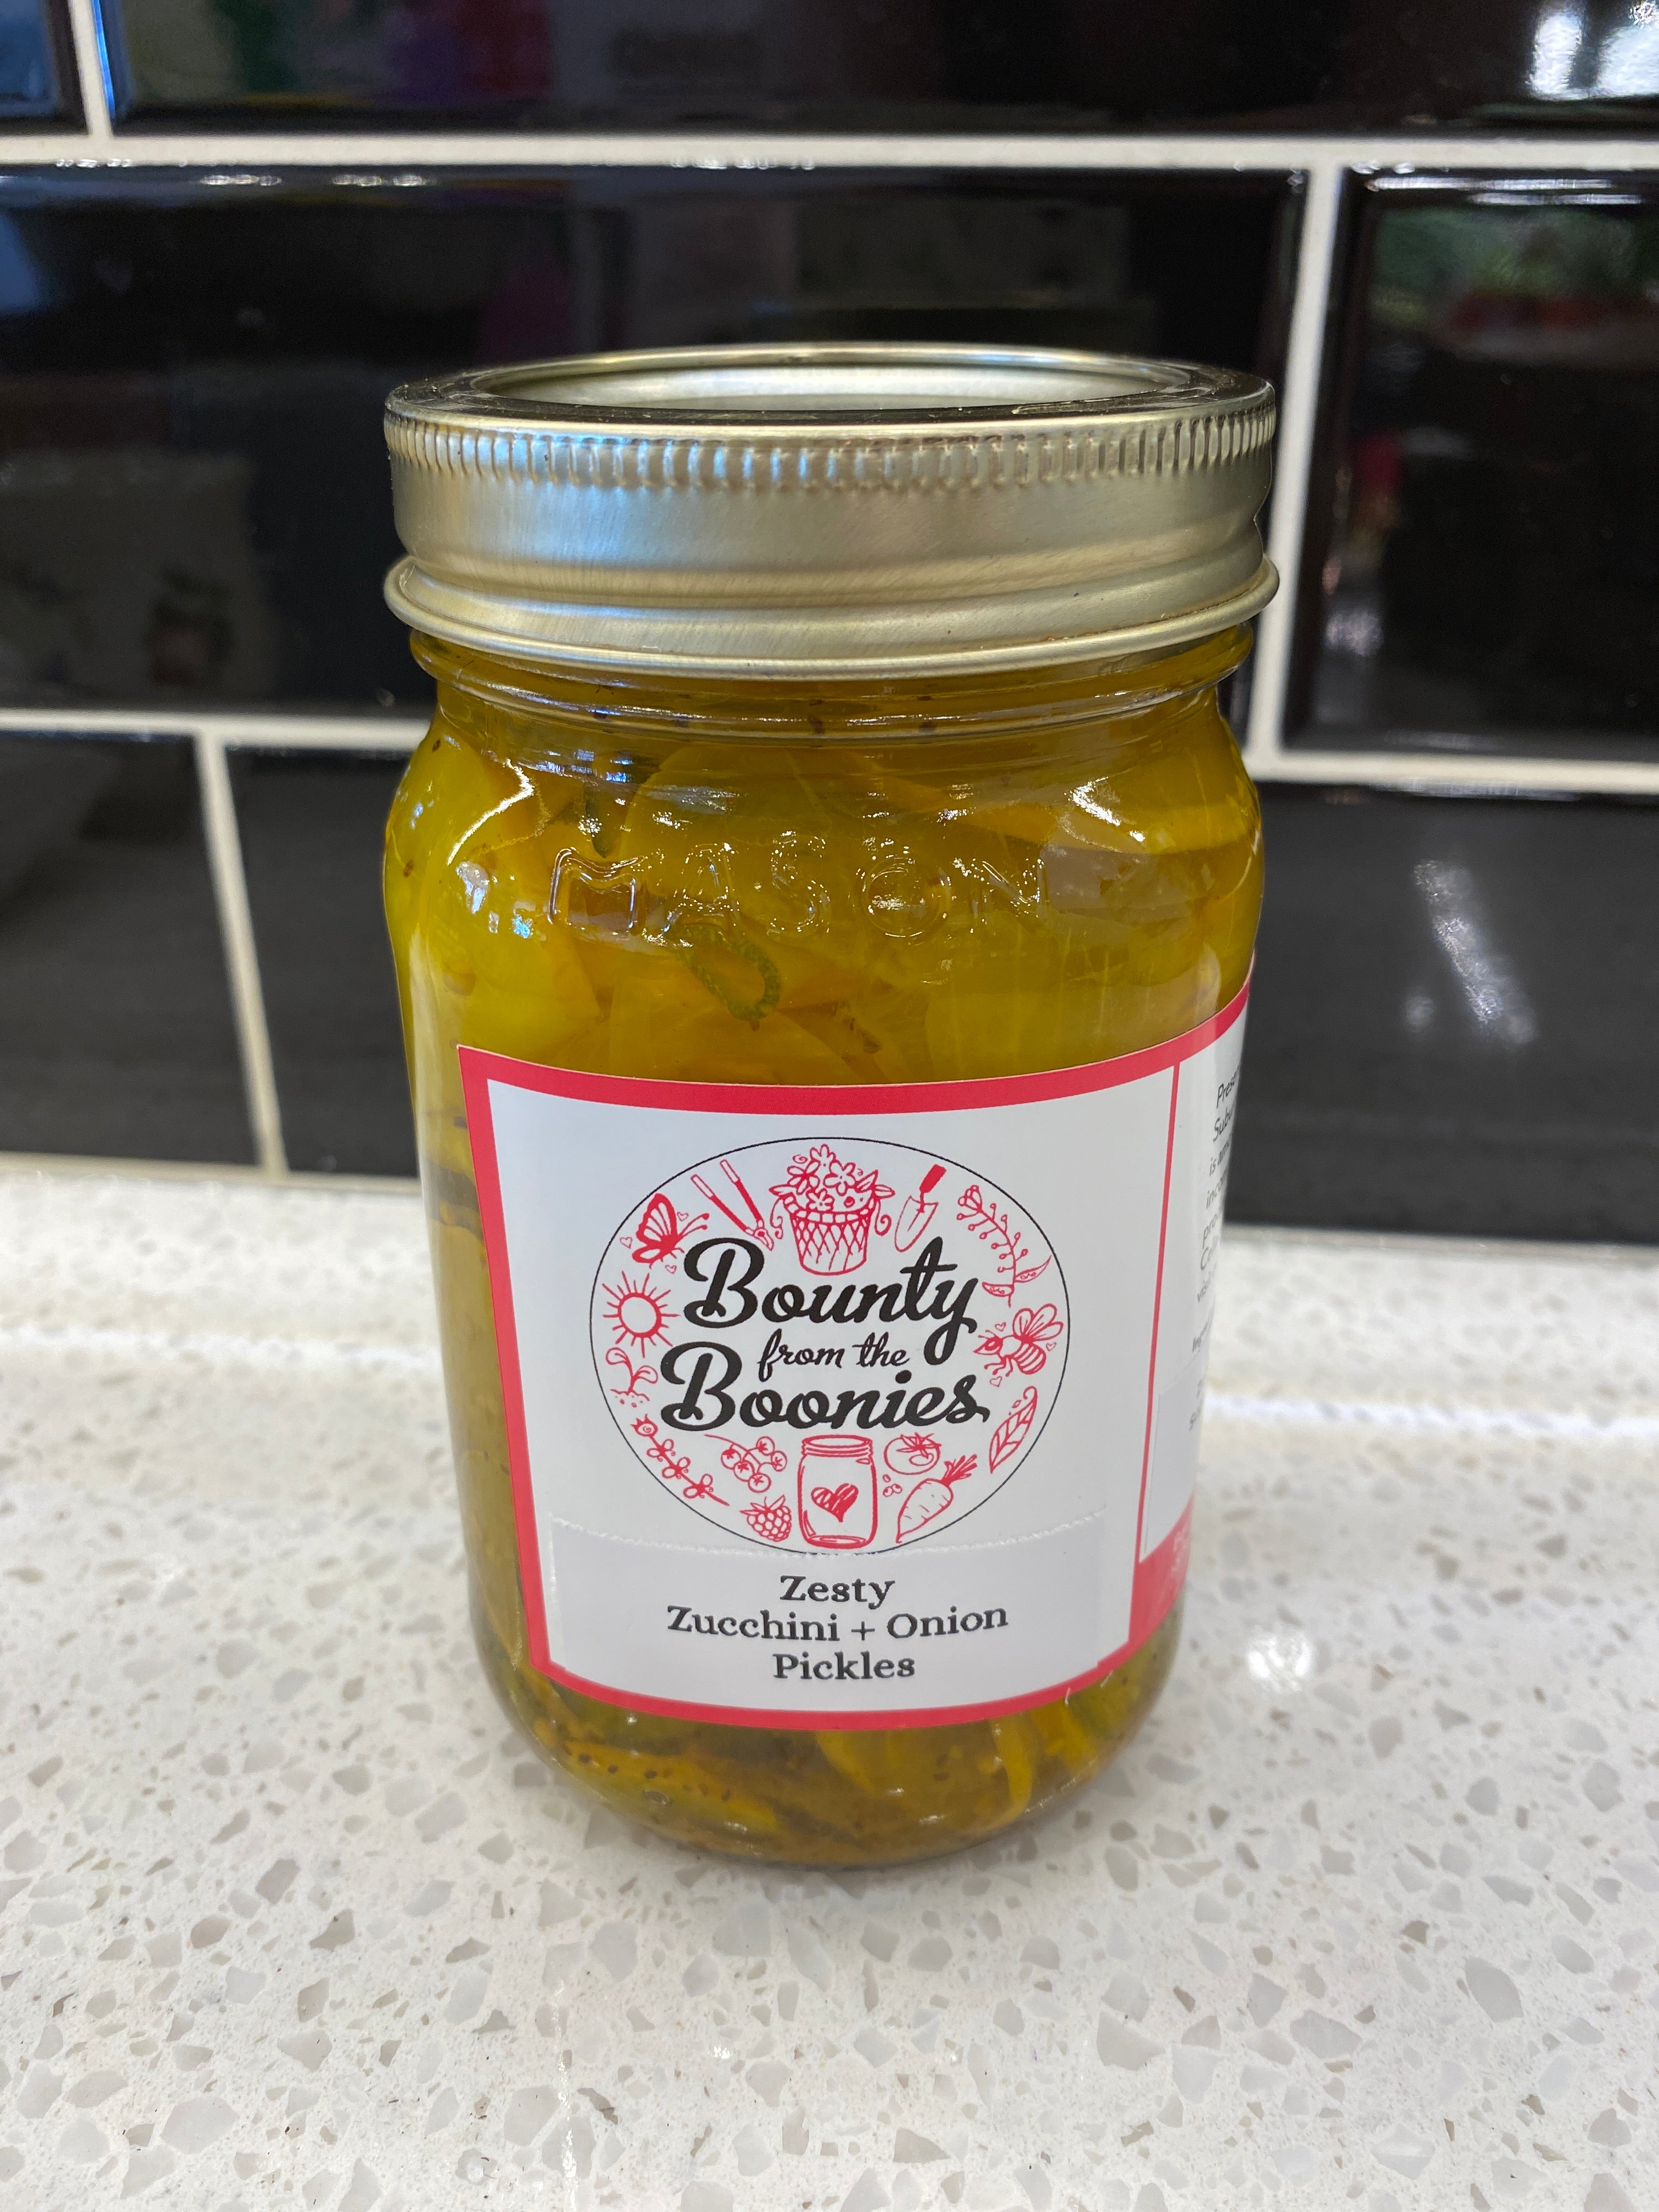 MASON
Bounty
from the
Boonies
Zesty
Zucchini + Onion
Pickles